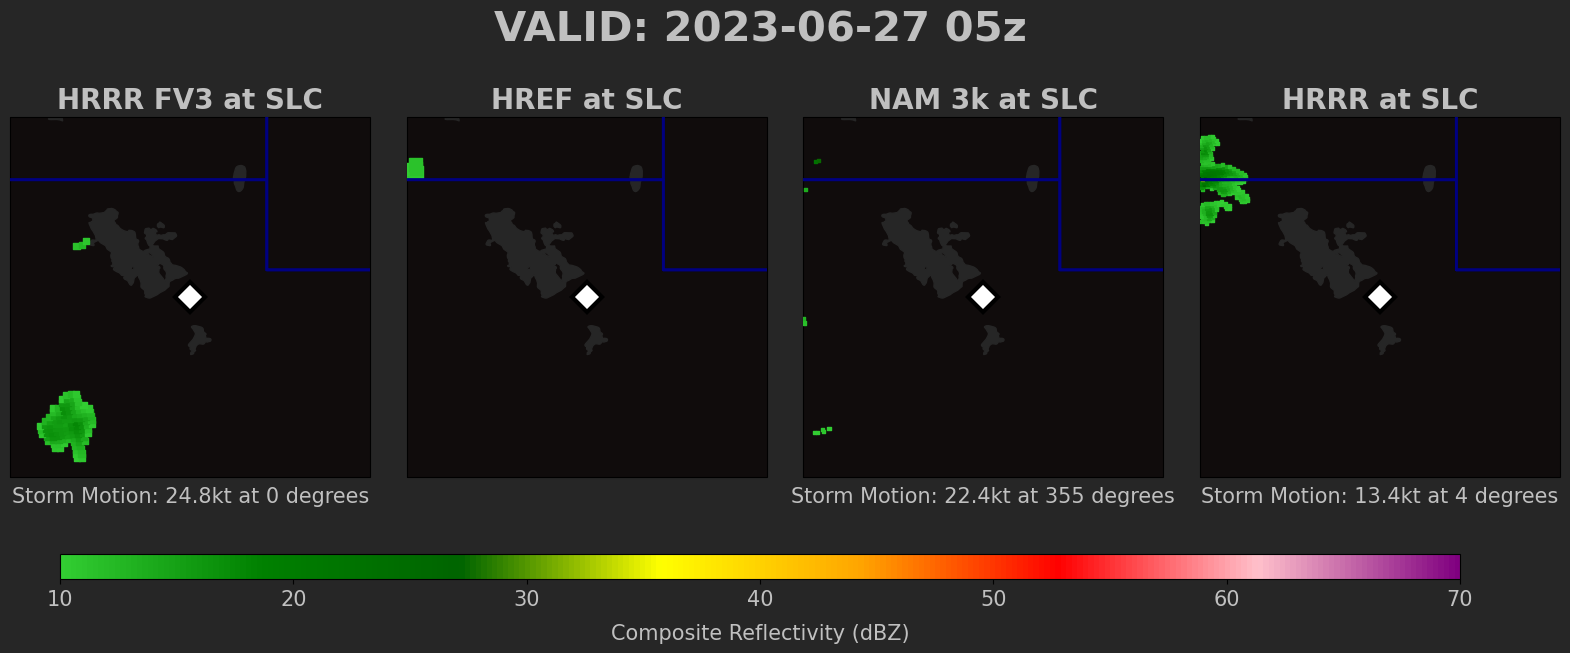 VALID: 2023-06-27 05z
HRRR FV3 at SLC
HREF at SLC
NAM 3k at SLC
HRRR at SLC
Storm Motion: 24.8kt at 0 degrees
Storm Motion: 22.4kt at 355 degrees
Storm Motion: 13.4kt at 4 degrees
10 20 30 40 50 60 70
Composite Reflectivity (dBZ)